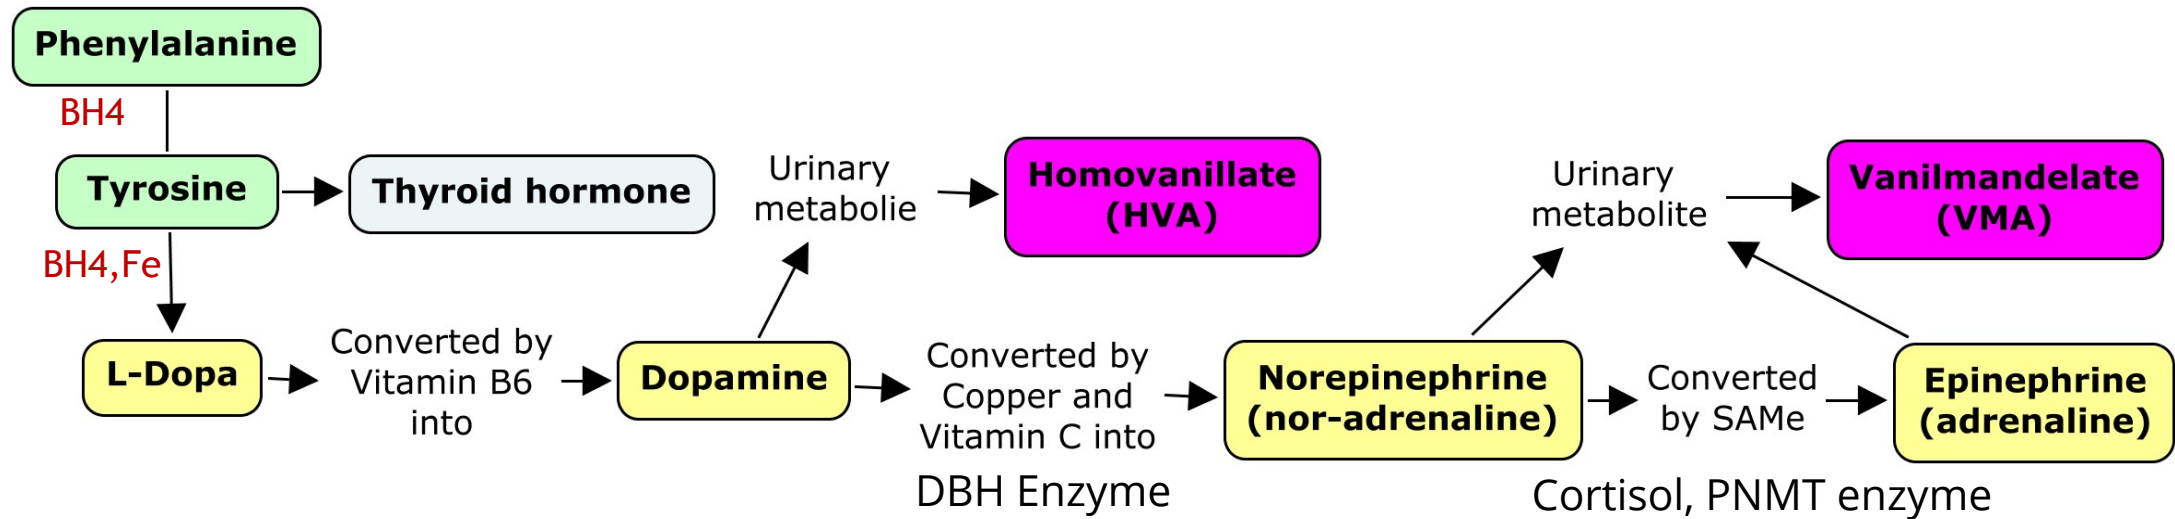 Phenylalanine
BH4
Tyrosine
Thyroid hormone
Urinary
metabolie
Homovanillate
(HVA)
Urinary
metabolite
Vanilmandelate
(VMA)
BH4,Fe
L-Dopa
Converted by
Vitamin B6
into
Dopamine
Converted by
Copper and
Vitamin C into
Norepinephrine
(nor-adrenaline)
Converted
by SAMe
Epinephrine
(adrenaline)
DBH Enzyme
Cortisol, PNMT enzyme